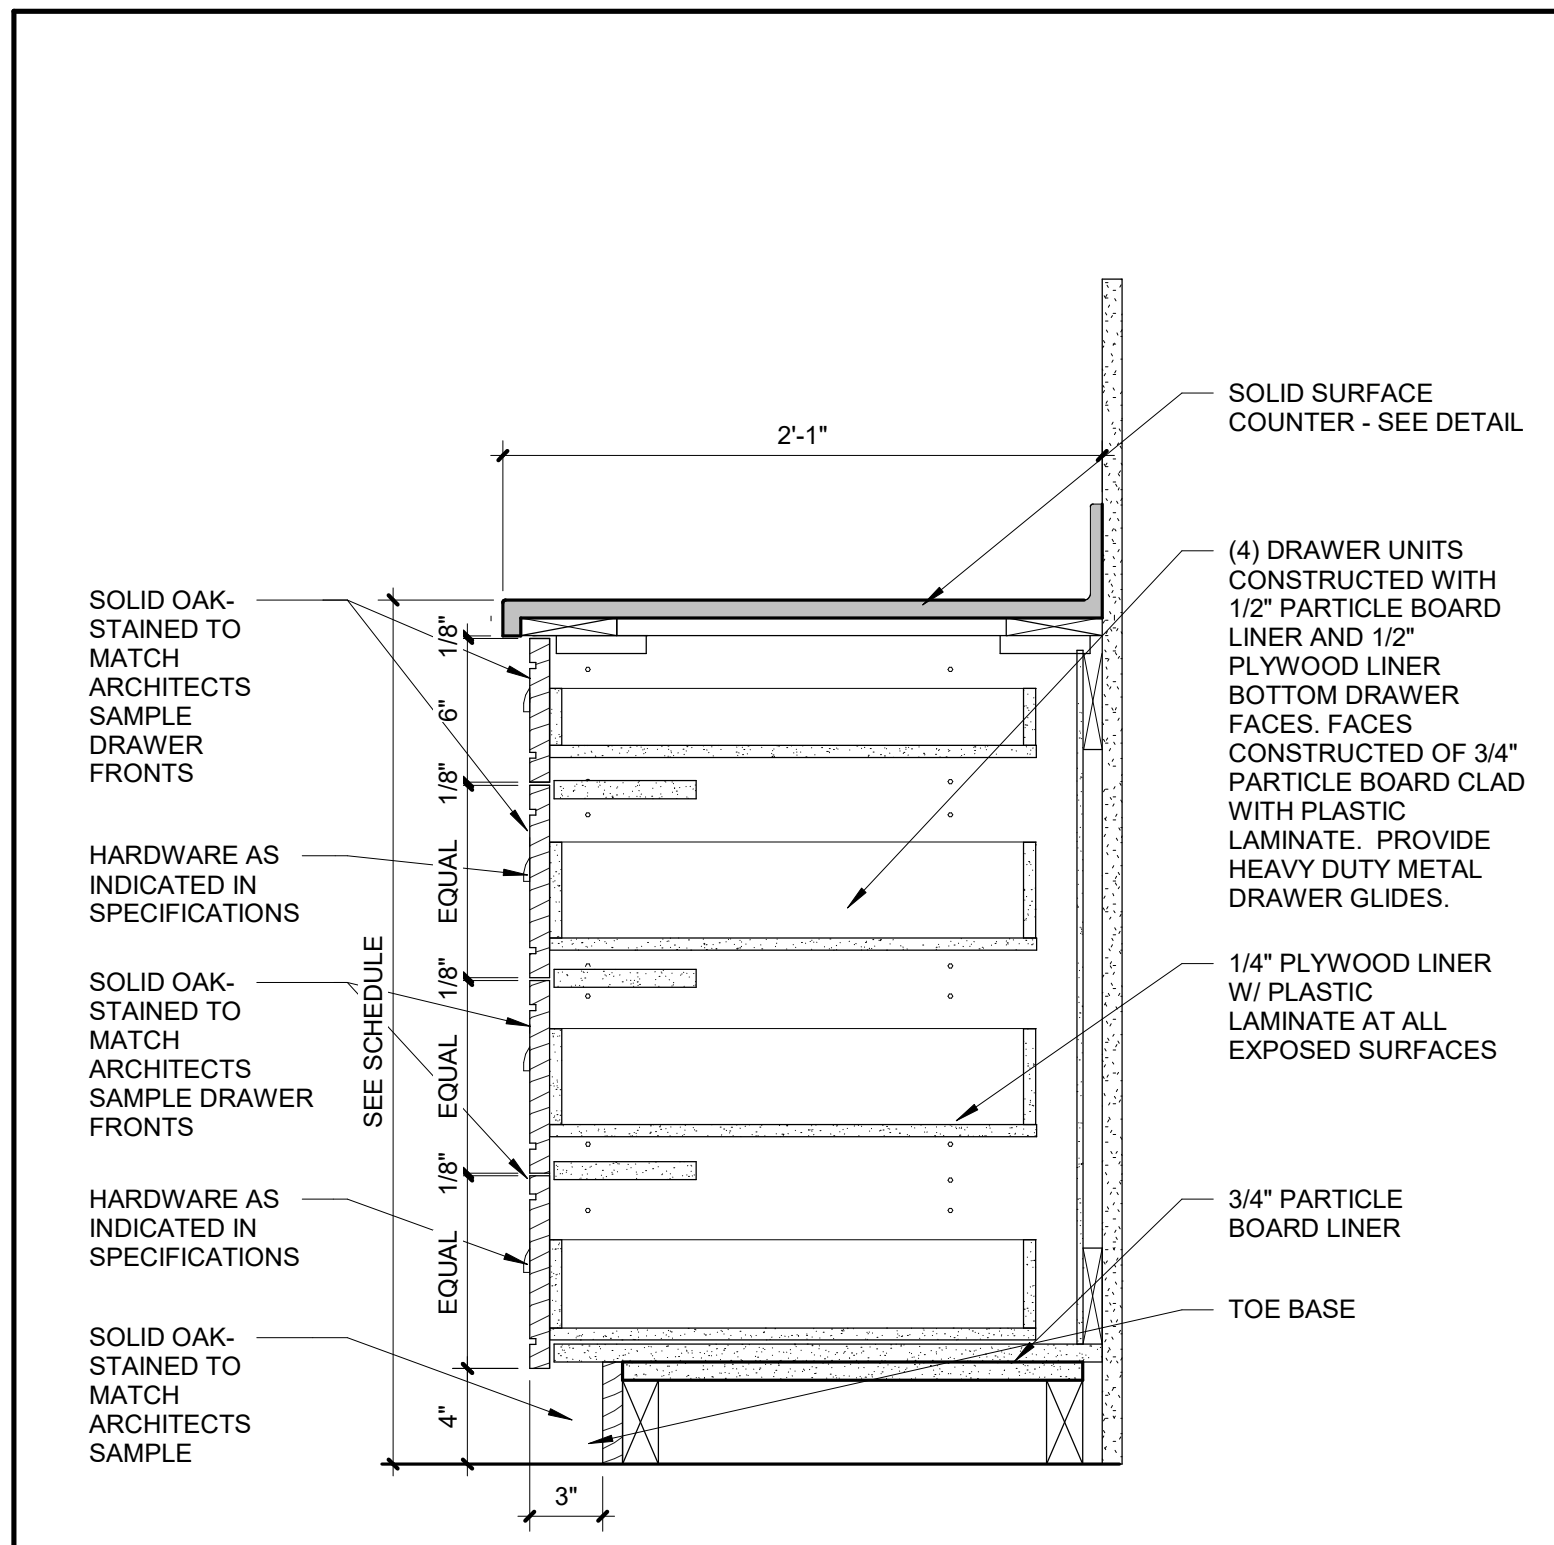 2'-1"
SOLID SURFACE
COUNTER - SEE DETAIL
(4) DRAWER UNITS
CONSTRUCTED WITH
1/2" PARTICLE BOARD
LINER AND 1/2"
PLYWOOD LINER
BOTTOM DRAWER
FACES. FACES
CONSTRUCTED OF 3/4"
PARTICLE BOARD CLAD
WITH PLASTIC
LAMINATE. PROVIDE
HEAVY DUTY METAL
DRAWER GLIDES.
1/4" PLYWOOD LINER
W/ PLASTIC
LAMINATE AT ALL
EXPOSED SURFACES
3/4" PARTICLE
BOARD LINER
TOE BASE
SOLID OAK-
STAINED TO
MATCH
ARCHITECTS
SAMPLE
DRAWER
FRONTS
HARDWARE AS
INDICATED IN
SPECIFICATIONS
SOLID OAK-
STAINED TO
MATCH
ARCHITECTS
SAMPLE DRAWER
FRONTS
HARDWARE AS
INDICATED IN
SPECIFICATIONS
SOLID OAK-
STAINED TO
MATCH
ARCHITECTS
SAMPLE
SEE SCHEDULE
1/8"
6"
1/8"
EQUAL
1/8"
EQUAL
1/8"
EQUAL
4"
3"